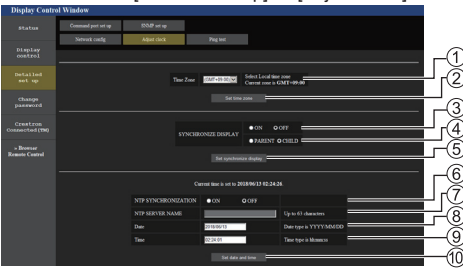 Display Control Window
Status
Command port set up
SNMP set up
Network config
Adjust clock
Ping test
Display control
Detailed set up
Change password
Crestron Connected(TM)
» Browser Remote Control
Time Zone
(GMT+09:00)
Select Local time zone
Current zone is GMT+09:00
Set time zone
SYNCHRONIZE DISPLAY
ON OFF
PARENT CHILD
Set synchronize display
Current time is set to 2018/06/13 02:24:26.
NTP SYNCHRONIZATION
ON OFF
NTP SERVER NAME
Up to 63 characters
Date
2018/06/13
Date type is YYYY/MM/DD
Time
02:24:01
Time type is hh:mm:ss
Set date and time
1
2
3
4
5
6
7
8
9
10